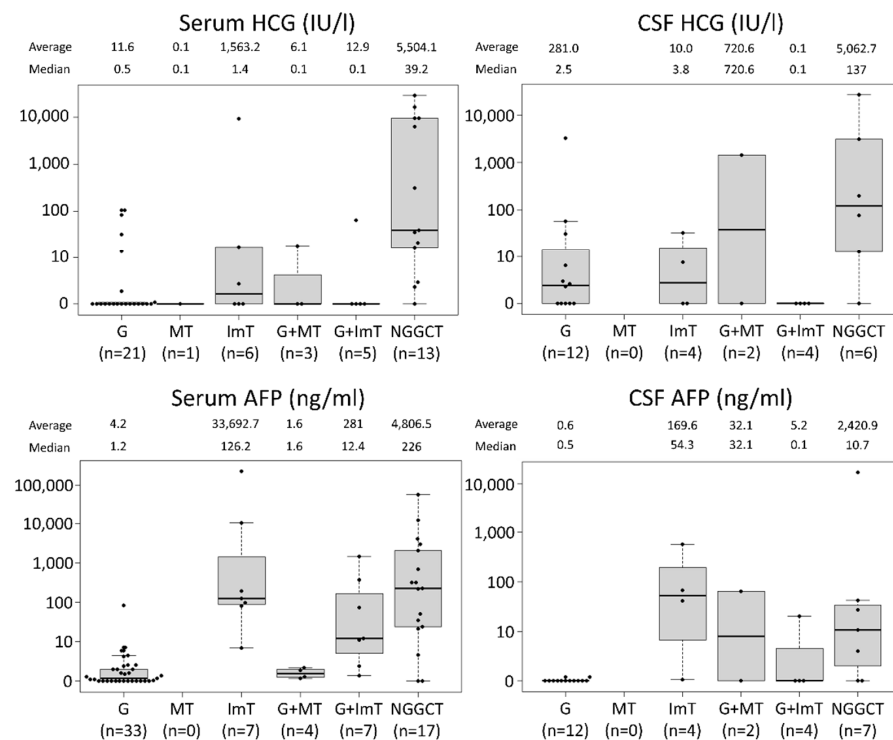 Serum HCG (IU/l)
Average 11.6 0.1 1,563.2 6.1 12.9 5,504.1
Median 0.5 0.1 1.4 0.1 0.1 39.2
10,000
1,000
100
10
0
G MT ImT G+MT G+ImT NGGCT
(n=21) (n=1) (n=6) (n=3) (n=5) (n=13)
CSF HCG (IU/l)
Average 281.0 10.0 720.6 0.1 5,062.7
Median 2.5 3.8 720.6 0.1 137
10,000
1,000
100
10
0
G MT ImT G+MT G+ImT NGGCT
(n=12) (n=0) (n=4) (n=2) (n=4) (n=6)
Serum AFP (ng/ml)
Average 4.2 33,692.7 1.6 281 4,806.5
Median 1.2 126.2 1.6 12.4 226
100,000
10,000
1,000
100
10
0
G MT ImT G+MT G+ImT NGGCT
(n=33) (n=0) (n=7) (n=4) (n=7) (n=17)
CSF AFP (ng/ml)
Average 0.6 169.6 32.1 5.2 2,420.9
Median 0.5 54.3 32.1 0.1 10.7
10,000
1,000
100
10
0
G MT ImT G+MT G+ImT NGGCT
(n=12) (n=0) (n=4) (n=2) (n=4) (n=7)